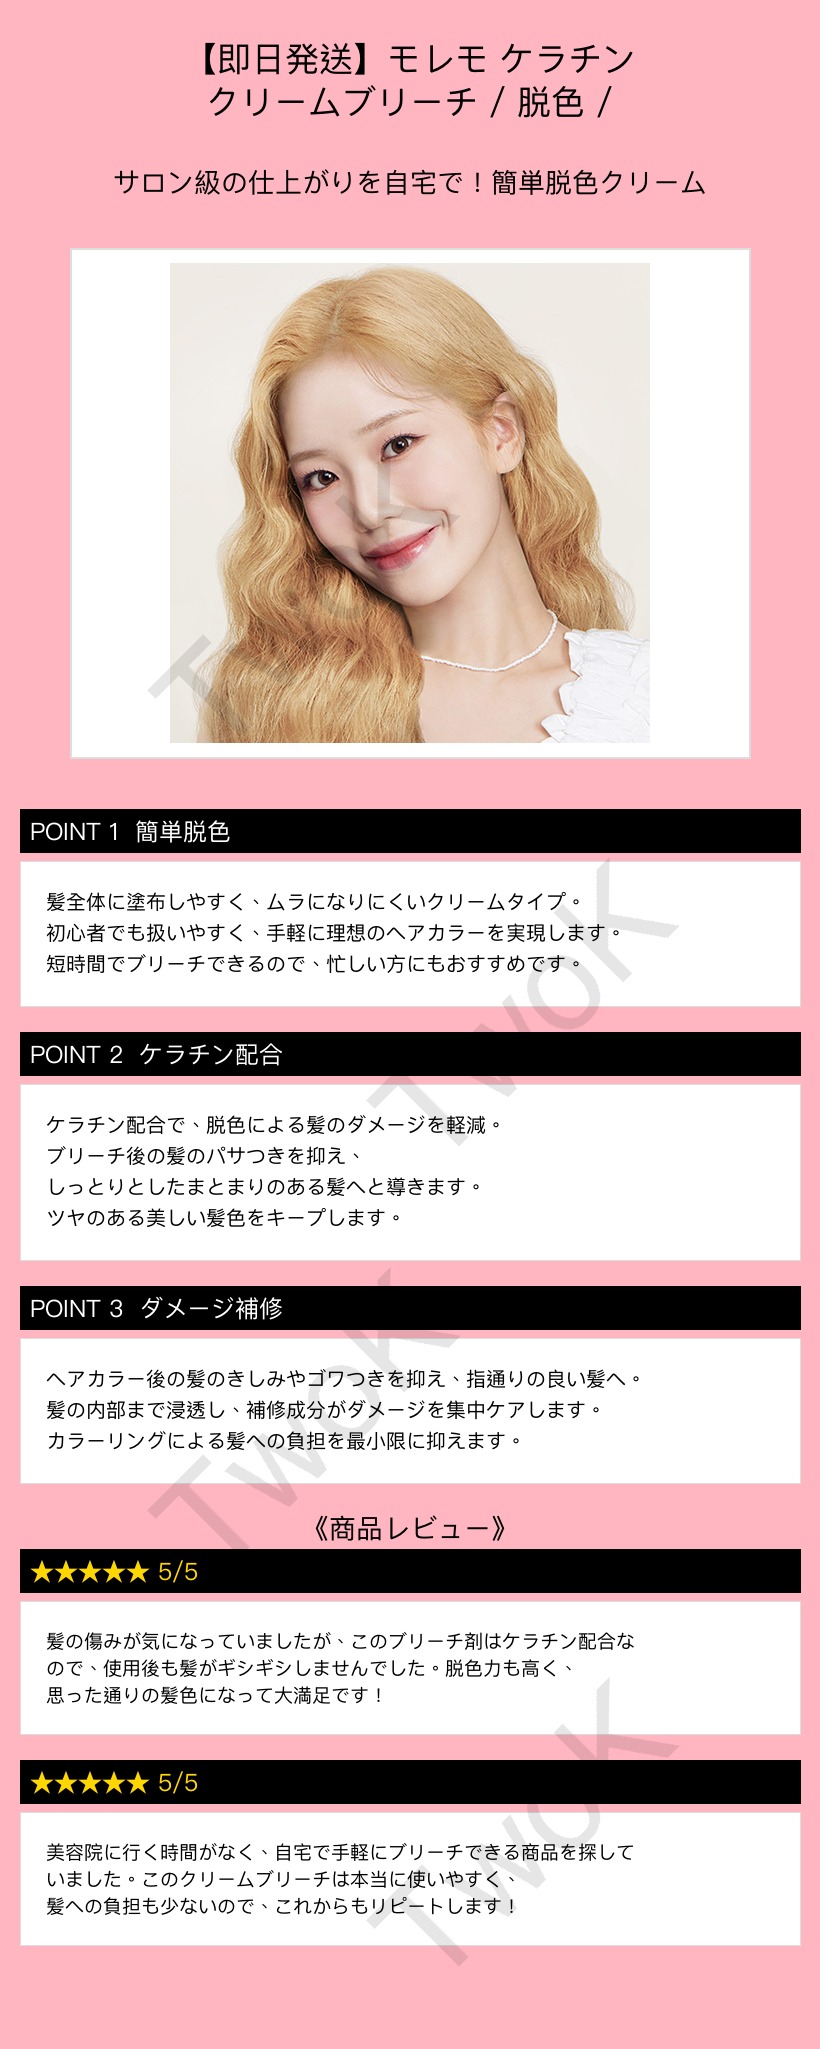 【即日発送】モレモ ケラチン
クリームブリーチ / 脱色 /
サロン級の仕上がりを自宅で！簡単脱色クリーム
TwoK
POINT 1 簡単脱色
髪全体に塗布しやすく、ムラになりにくいクリームタイプ。
初心者でも扱いやすく、手軽に理想のヘアカラーを実現します。
短時間でブリーチできるので、忙しい方にもおすすめです。
TwoK
POINT 2 ケラチン配合
ケラチン配合で、脱色による髪のダメージを軽減。
ブリーチ後の髪のパサつきを抑え、
しっとりとしたまとまりのある髪へと導きます。
ツヤのある美しい髪色をキープします。
POINT 3 ダメージ補修
ヘアカラー後の髪のきしみやゴワつきを抑え、指通りの良い髪へ。
髪の内部まで浸透し、補修成分がダメージを集中ケアします。
カラーリングによる髪への負担を最小限に抑えます。
TwoK
《商品レビュー》
★★★★★ 5/5
髪の傷みが気になっていましたが、このブリーチ剤はケラチン配合な
ので、使用後も髪がギシギシしませんでした。脱色力も高く、
思った通りの髪色になって大満足です！
★★★★★ 5/5
美容院に行く時間がなく、自宅で手軽にブリーチできる商品を探して
いました。このクリームブリーチは本当に使いやすく、
髪への負担も少ないので、これからもリピートします！
TwoK